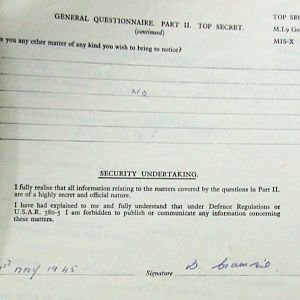 GENERAL QUESTIONNAIRE. PART II. TOP SECRET.
TOP SE
(continued)
M.I.9 Ge
MIS-X
e you any other matter of any kind you wish to bring to notice?
NO
SECURITY UNDERTAKING.
I fully realise that all information relating to the matters covered by the questions in Part II.
are of a highly secret and official nature.
I have had explained to me and fully understand that under Defence Regulations or
U.S.A.R. 380-5 I am forbidden to publish or communicate any information concerning
these matters.
MAY 1945
Signature D.